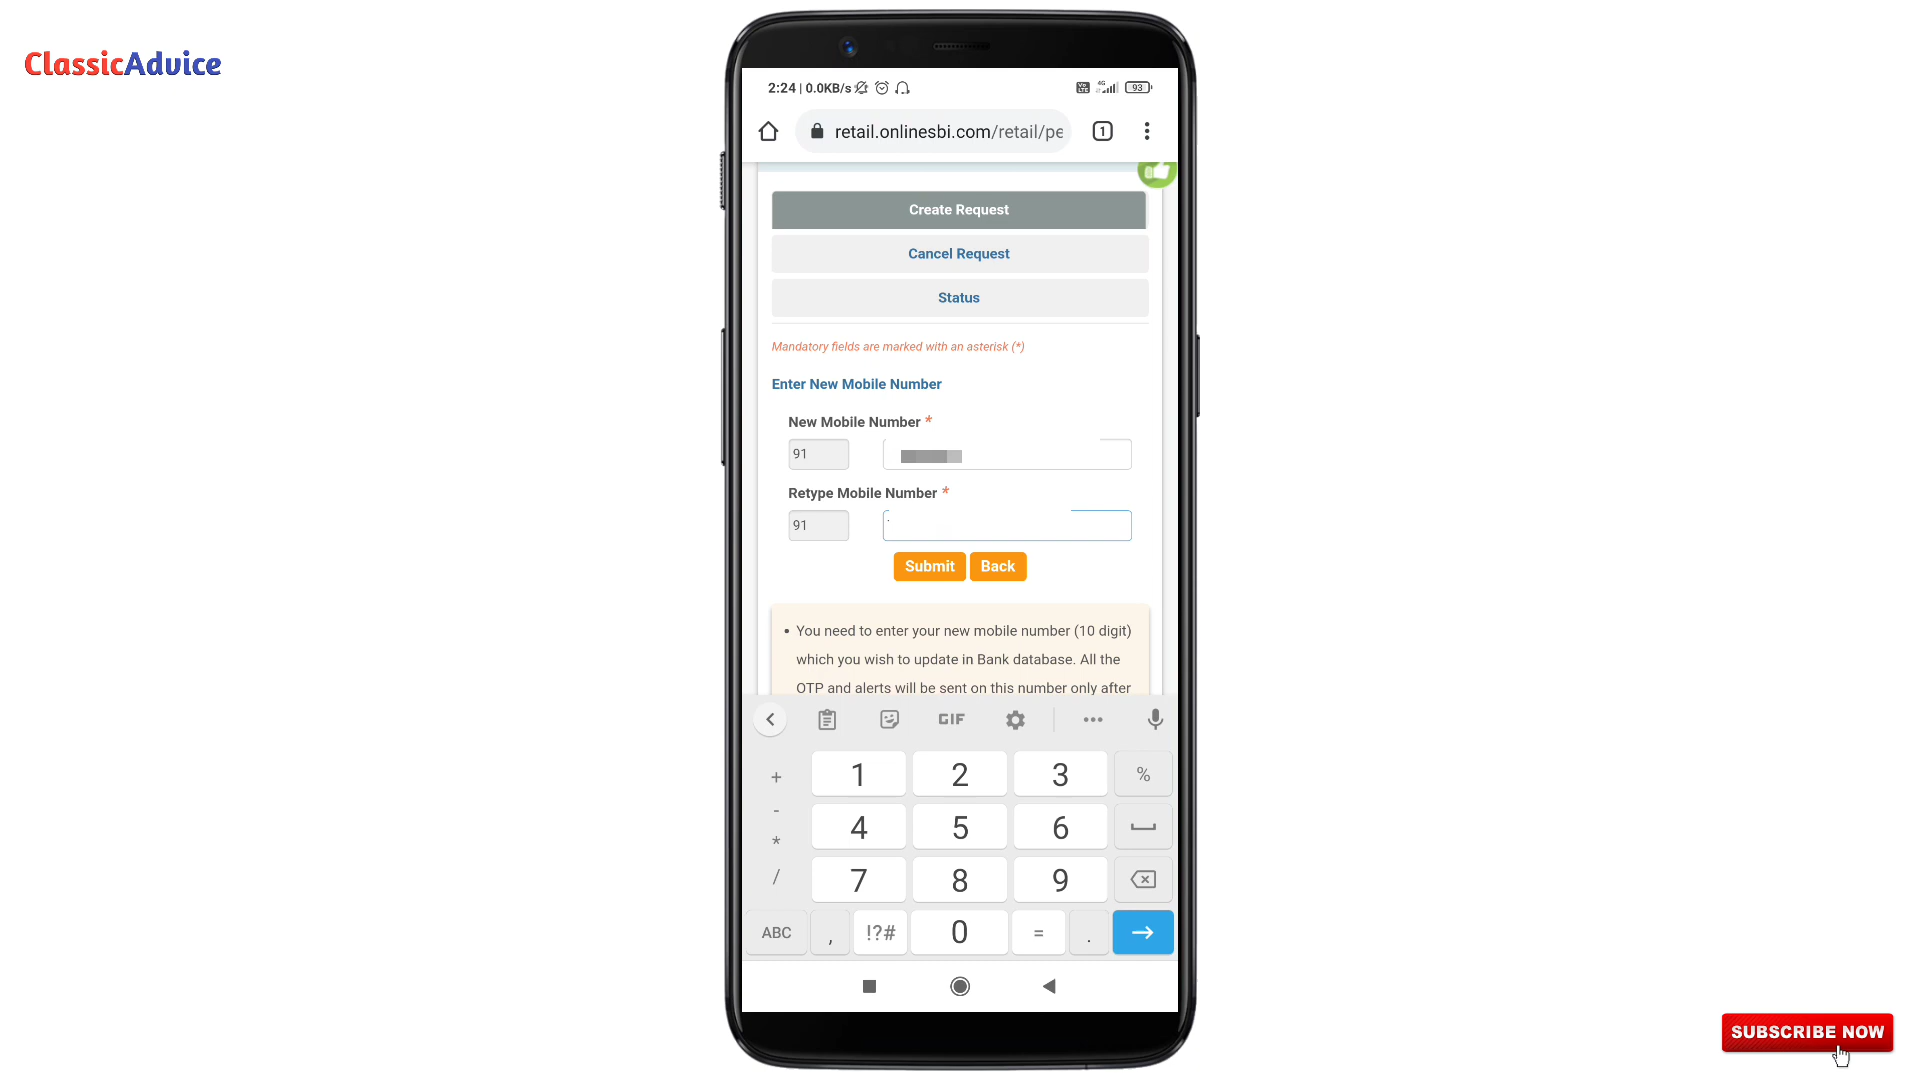 ClassicAdvice
2:24 | 0.0KB/s
4G
93
retail.onlinesbi.com/retail/pe
1
Create Request
Cancel Request
Status
Mandatory fields are marked with an asterisk (*)
Enter New Mobile Number
New Mobile Number *
91
Retype Mobile Number *
91
Submit Back
• You need to enter your new mobile number (10 digit)
which you wish to update in Bank database. All the
OTP and alerts will be sent on this number only after
GIF
+ 1 2 3 %
- 4 5 6
*
/ 7 8 9
ABC , !?# 0 = .
SUBSCRIBE NOW